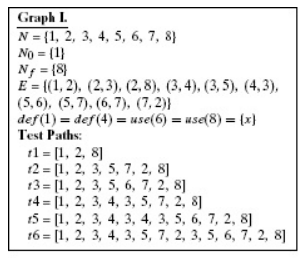 Graph I.
N = {1, 2, 3, 4, 5, 6, 7, 8}
N0 = {1}
Nf = {8}
E = {(1, 2), (2, 3), (2, 8), (3, 4), (3, 5), (4, 3),
(5, 6), (5, 7), (6, 7), (7, 2)}
def(1) = def(4) = use(6) = use(8) = {x}
Test Paths:
t1 = [1, 2, 8]
t2 = [1, 2, 3, 5, 7, 2, 8]
t3 = [1, 2, 3, 5, 6, 7, 2, 8]
t4 = [1, 2, 3, 4, 3, 5, 7, 2, 8]
t5 = [1, 2, 3, 4, 3, 4, 3, 5, 6, 7, 2, 8]
t6 = [1, 2, 3, 4, 3, 5, 7, 2, 3, 5, 6, 7, 2, 8]